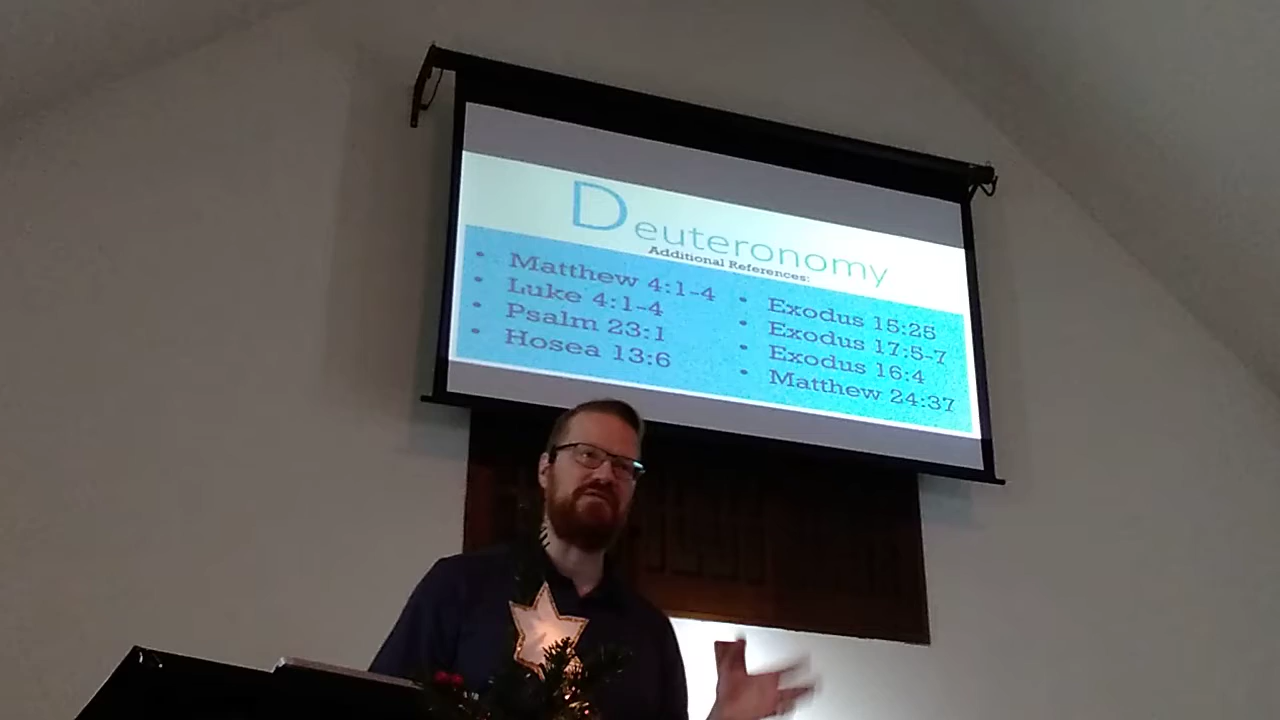 Deuteronomy
Additional References:
• Matthew 4:1-4
• Luke 4:1-4
• Psalm 23:1
• Hosea 13:6
• Exodus 15:25
• Exodus 17:5-7
• Exodus 16:4
• Matthew 24:37